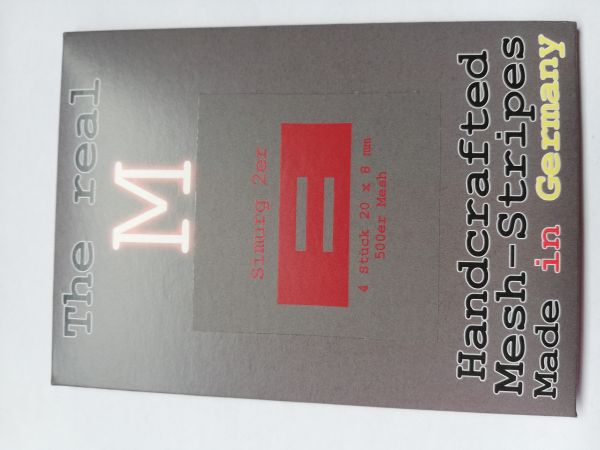 The real
M
Simurg 2er
4 Stück 20 x 8 mm
500er Mesh
Handcrafted
Mesh-Stripes
Made in Germany